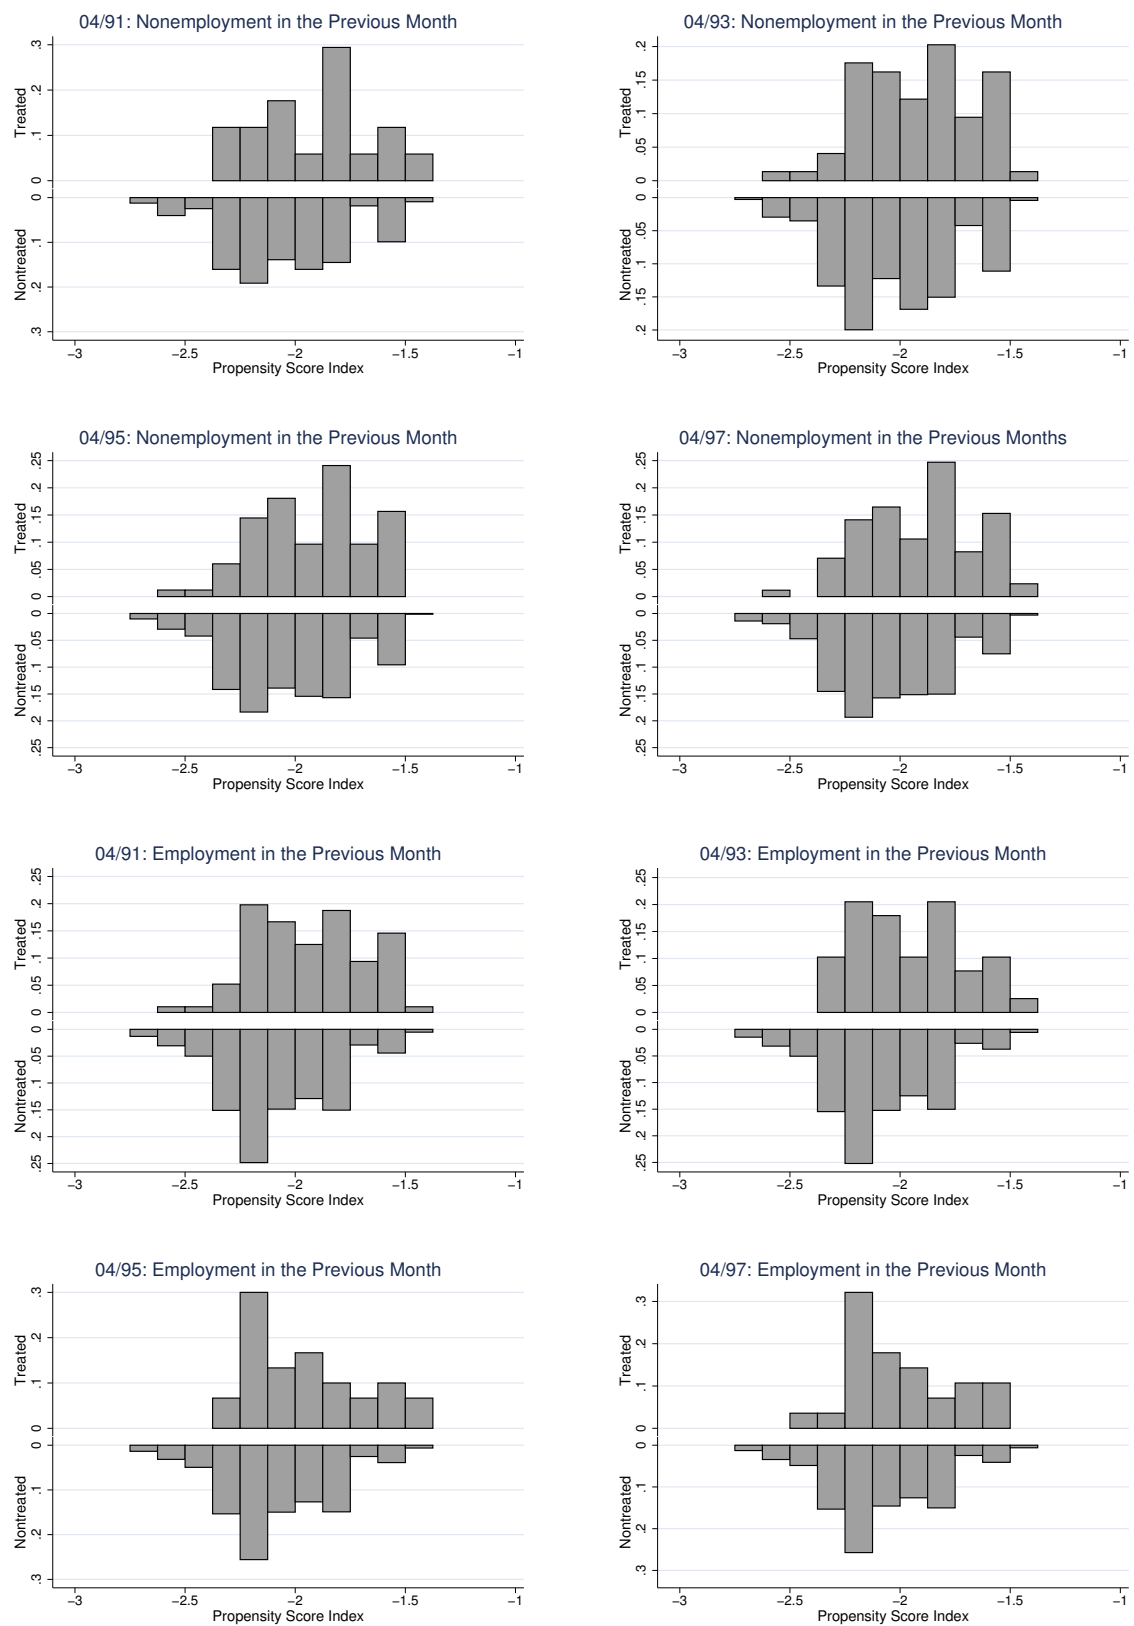 04/91: Nonemployment in the Previous Month
Treated
0 .1 .2 .3
Nontreated
.3 .2 .1 0
−3 −2.5 −2 −1.5 −1
Propensity Score Index
04/93: Nonemployment in the Previous Month
Treated
0 .05 .1 .15 .2
Nontreated
.2 .15 .1 .05 0
−3 −2.5 −2 −1.5 −1
Propensity Score Index
04/95: Nonemployment in the Previous Month
Treated
0 .05 .1 .15 .2 .25
Nontreated
.25 .2 .15 .1 .05 0
−3 −2.5 −2 −1.5 −1
Propensity Score Index
04/97: Nonemployment in the Previous Months
Treated
0 .05 .1 .15 .2 .25
Nontreated
.25 .2 .15 .1 .05 0
−3 −2.5 −2 −1.5 −1
Propensity Score Index
04/91: Employment in the Previous Month
Treated
0 .05 .1 .15 .2 .25
Nontreated
.25 .2 .15 .1 .05 0
−3 −2.5 −2 −1.5 −1
Propensity Score Index
04/93: Employment in the Previous Month
Treated
0 .05 .1 .15 .2 .25
Nontreated
.25 .2 .15 .1 .05 0
−3 −2.5 −2 −1.5 −1
Propensity Score Index
04/95: Employment in the Previous Month
Treated
0 .1 .2 .3
Nontreated
.3 .2 .1 0
−3 −2.5 −2 −1.5 −1
Propensity Score Index
04/97: Employment in the Previous Month
Treated
0 .1 .2 .3
Nontreated
.3 .2 .1 0
−3 −2.5 −2 −1.5 −1
Propensity Score Index